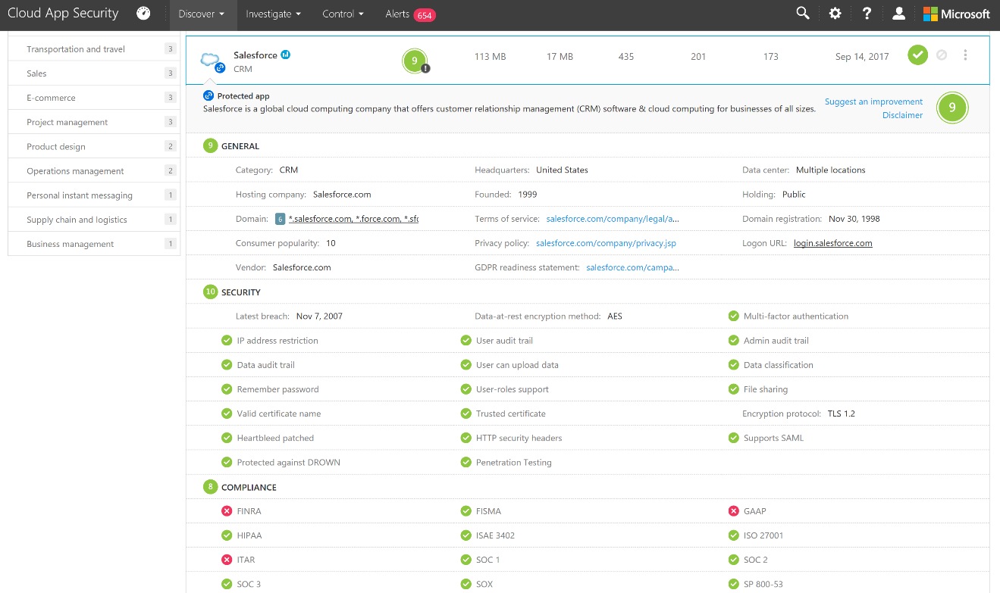 Cloud App Security Discover Investigate Control Alerts 654 ? Microsoft
Transportation and travel 3
Sales 3
E-commerce 3
Project management 3
Product design 2
Operations management 2
Personal instant messaging 1
Supply chain and logistics 1
Business management 1
Salesforce 9 ! 113 MB 17 MB 435 201 173 Sep 14, 2017
CRM
Protected app
Salesforce is a global cloud computing company that offers customer relationship management (CRM) software & cloud computing for businesses of all sizes.
Suggest an improvement
Disclaimer
9
9 GENERAL
Category: CRM Headquarters: United States Data center: Multiple locations
Hosting company: Salesforce.com Founded: 1999 Holding: Public
Domain: 6 *.salesforce.com, *.force.com, *.sfc Terms of service: salesforce.com/company/legal/a... Domain registration: Nov 30, 1998
Consumer popularity: 10 Privacy policy: salesforce.com/company/privacy.jsp Logon URL: login.salesforce.com
Vendor: Salesforce.com GDPR readiness statement: salesforce.com/campa...
10 SECURITY
Latest breach: Nov 7, 2007 Data-at-rest encryption method: AES Multi-factor authentication
IP address restriction User audit trail Admin audit trail
Data audit trail User can upload data Data classification
Remember password User-roles support File sharing
Valid certificate name Trusted certificate Encryption protocol: TLS 1.2
Heartbleed patched HTTP security headers Supports SAML
Protected against DROWN Penetration Testing
8 COMPLIANCE
FINRA FISMA GAAP
HIPAA ISAE 3402 ISO 27001
ITAR SOC 1 SOC 2
SOC 3 SOX SP 800-53